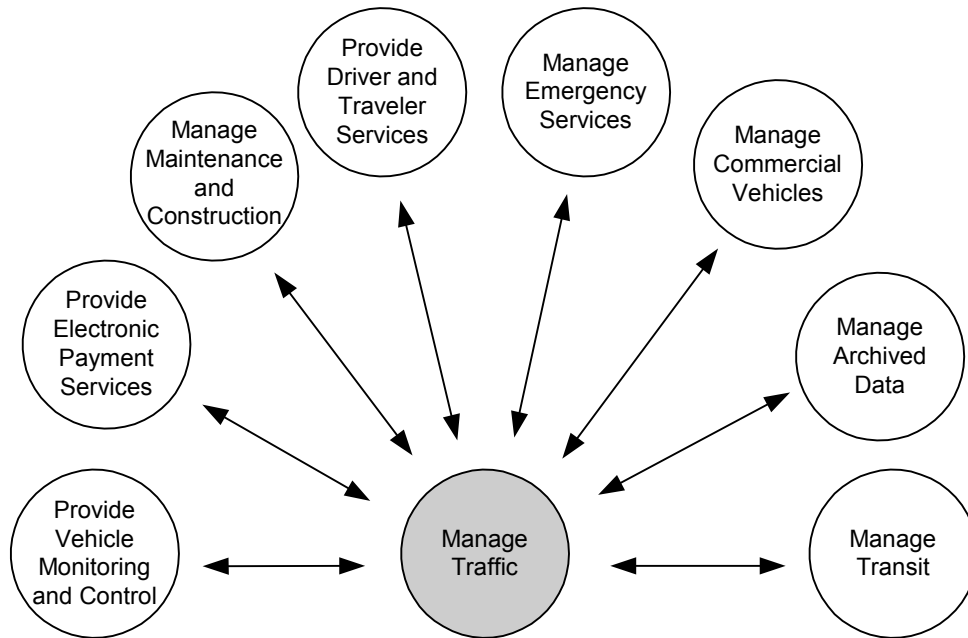 Provide
Driver and
Traveler
Services
Manage
Emergency
Services
Manage
Maintenance
and
Construction
Manage
Commercial
Vehicles
Provide
Electronic
Payment
Services
Manage
Archived
Data
Provide
Vehicle
Monitoring
and Control
Manage
Traffic
Manage
Transit